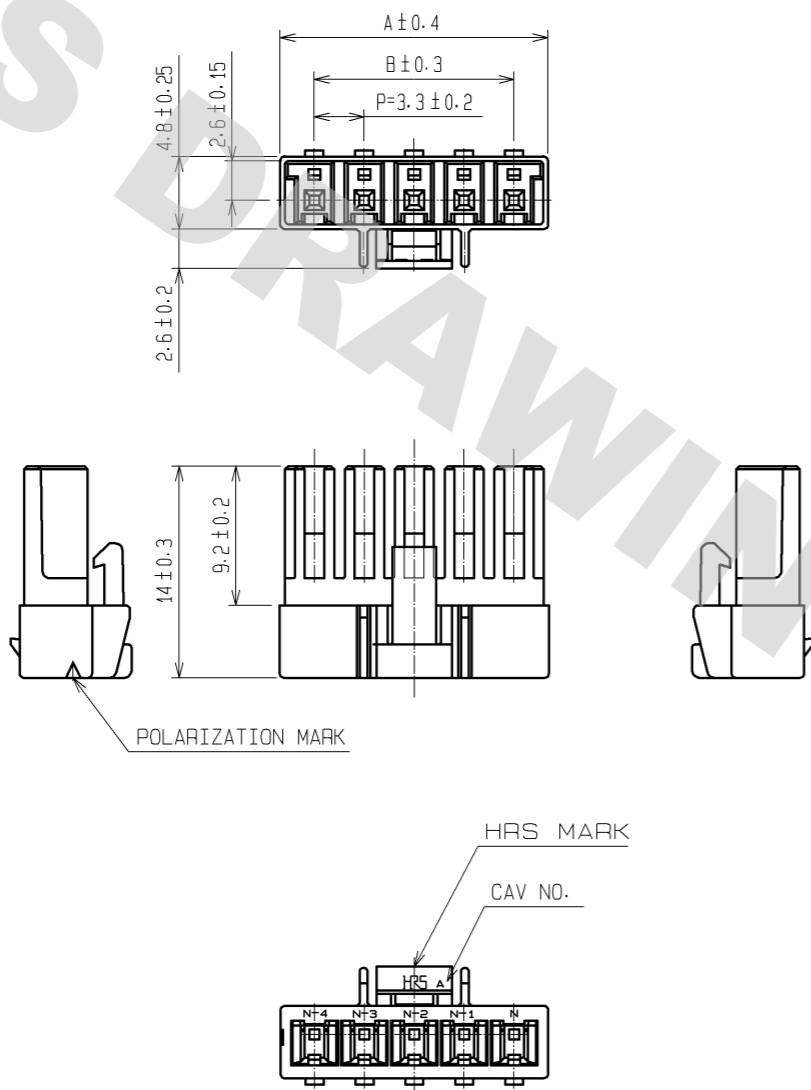 S DRAWIN
A±0.4
B±0.3
P=3.3±0.2
4.8±0.25
2.6±0.15
2.6±0.2
14±0.3
9.2±0.2
POLARIZATION MARK
HRS MARK
CAV NO.
HRS A
N-4 N-3 N-2 N-1 N